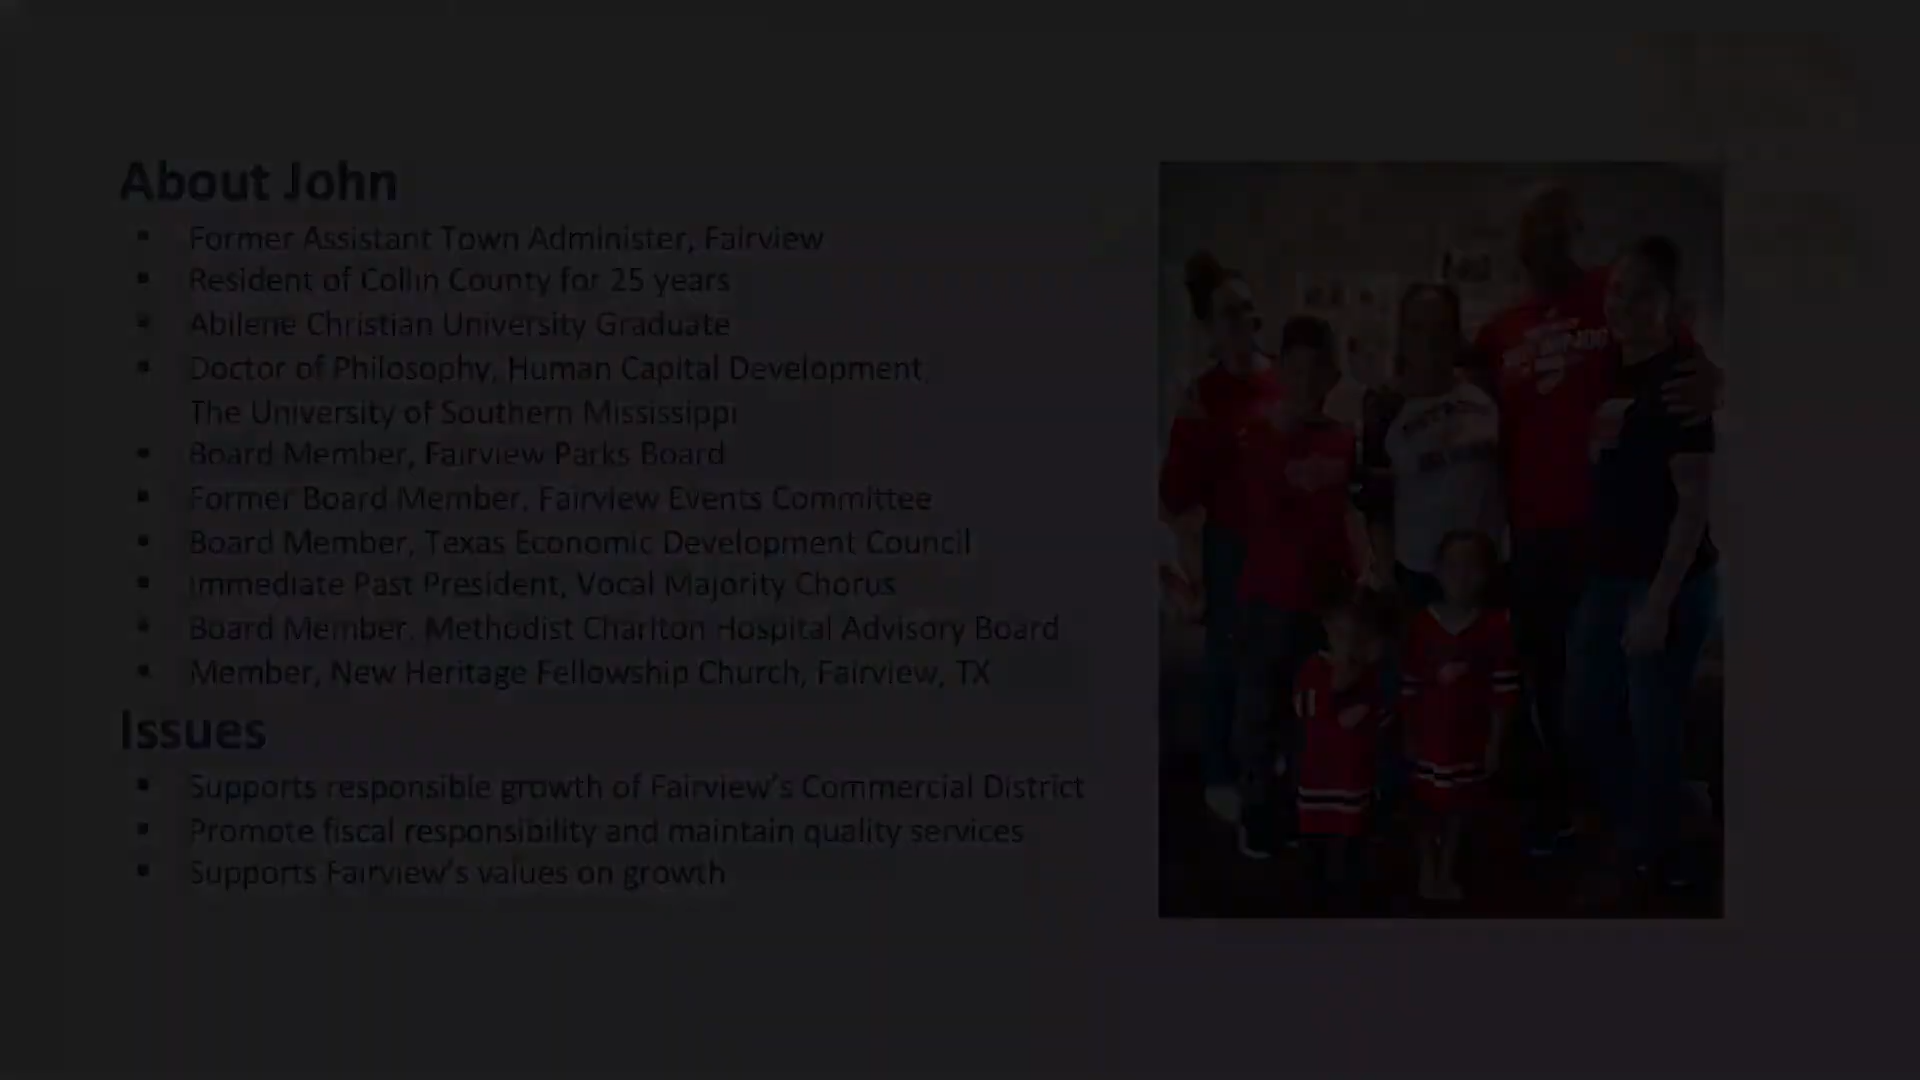 About John
▪ Former Assistant Town Administer, Fairview
▪ Resident of Collin County for 25 years
▪ Abilene Christian University Graduate
▪ Doctor of Philosophy, Human Capital Development
The University of Southern Mississippi
▪ Board Member, Fairview Parks Board
▪ Former Board Member, Fairview Events Committee
▪ Board Member, Texas Economic Development Council
▪ Immediate Past President, Vocal Majority Chorus
▪ Board Member, Methodist Charlton Hospital Advisory Board
▪ Member, New Heritage Fellowship Church, Fairview, TX
Issues
▪ Supports responsible growth of Fairview's Commercial District
▪ Promote fiscal responsibility and maintain quality services
▪ Supports Fairview's values on growth